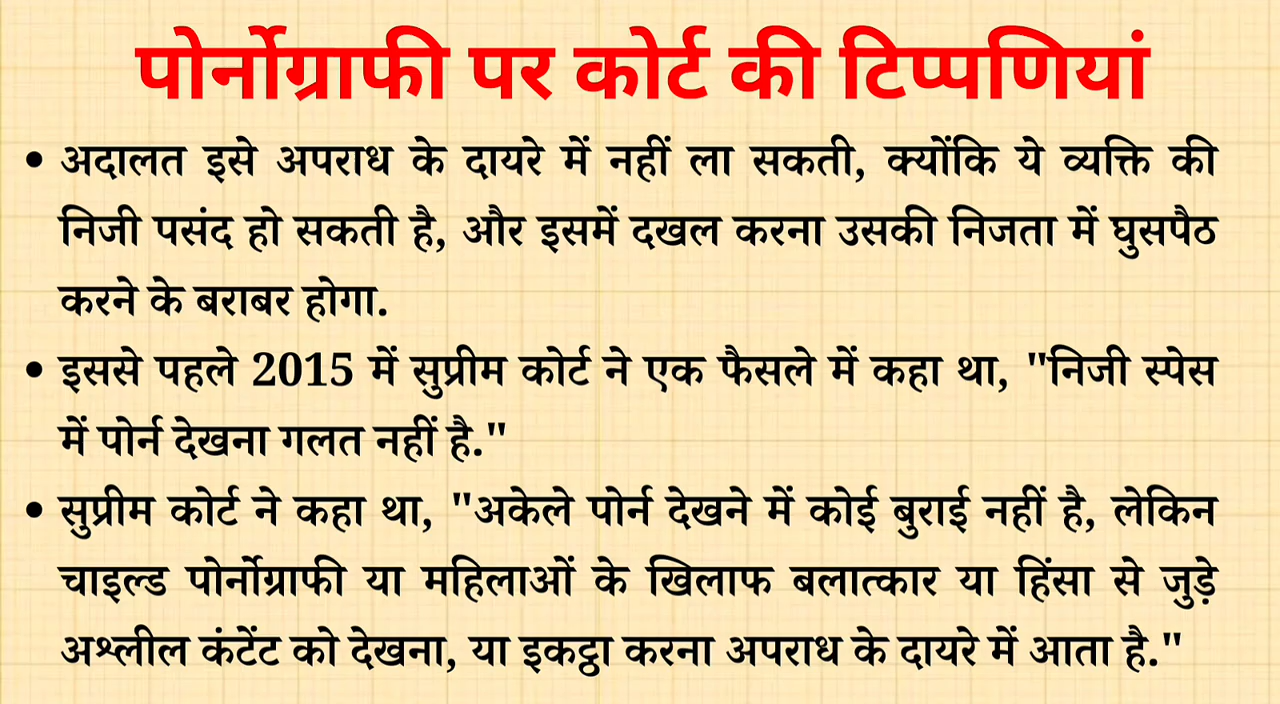 पोर्नोग्राफी पर कोर्ट की टिप्पणियां
• अदालत इसे अपराध के दायरे में नहीं ला सकती, क्योंकि ये व्यक्ति की
निजी पसंद हो सकती है, और इसमें दखल करना उसकी निजता में घुसपैठ
करने के बराबर होगा.
• इससे पहले 2015 में सुप्रीम कोर्ट ने एक फैसले में कहा था, "निजी स्पेस
में पोर्न देखना गलत नहीं है."
• सुप्रीम कोर्ट ने कहा था, "अकेले पोर्न देखने में कोई बुराई नहीं है, लेकिन
चाइल्ड पोर्नोग्राफी या महिलाओं के खिलाफ बलात्कार या हिंसा से जुड़े
अश्लील कंटेंट को देखना, या इकट्ठा करना अपराध के दायरे में आता है."